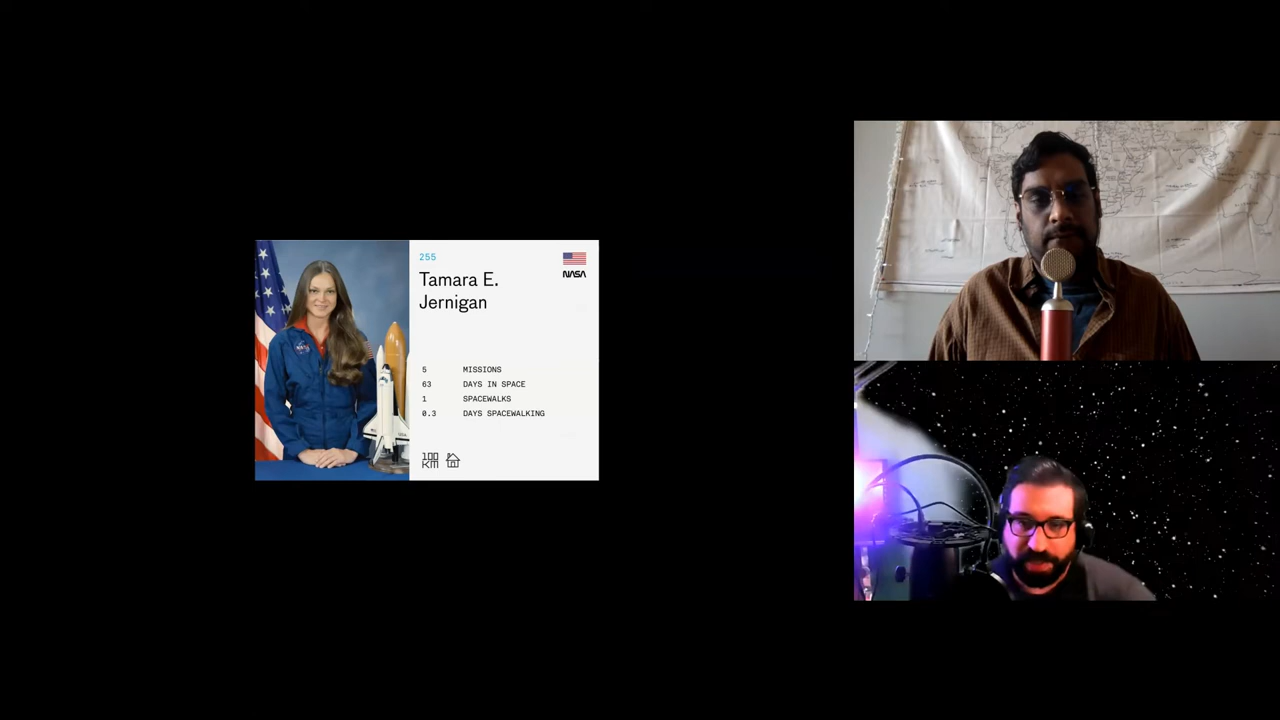 255
NASA
Tamara E.
Jernigan
5 MISSIONS
63 DAYS IN SPACE
1 SPACEWALKS
0.3 DAYS SPACEWALKING
100
KM